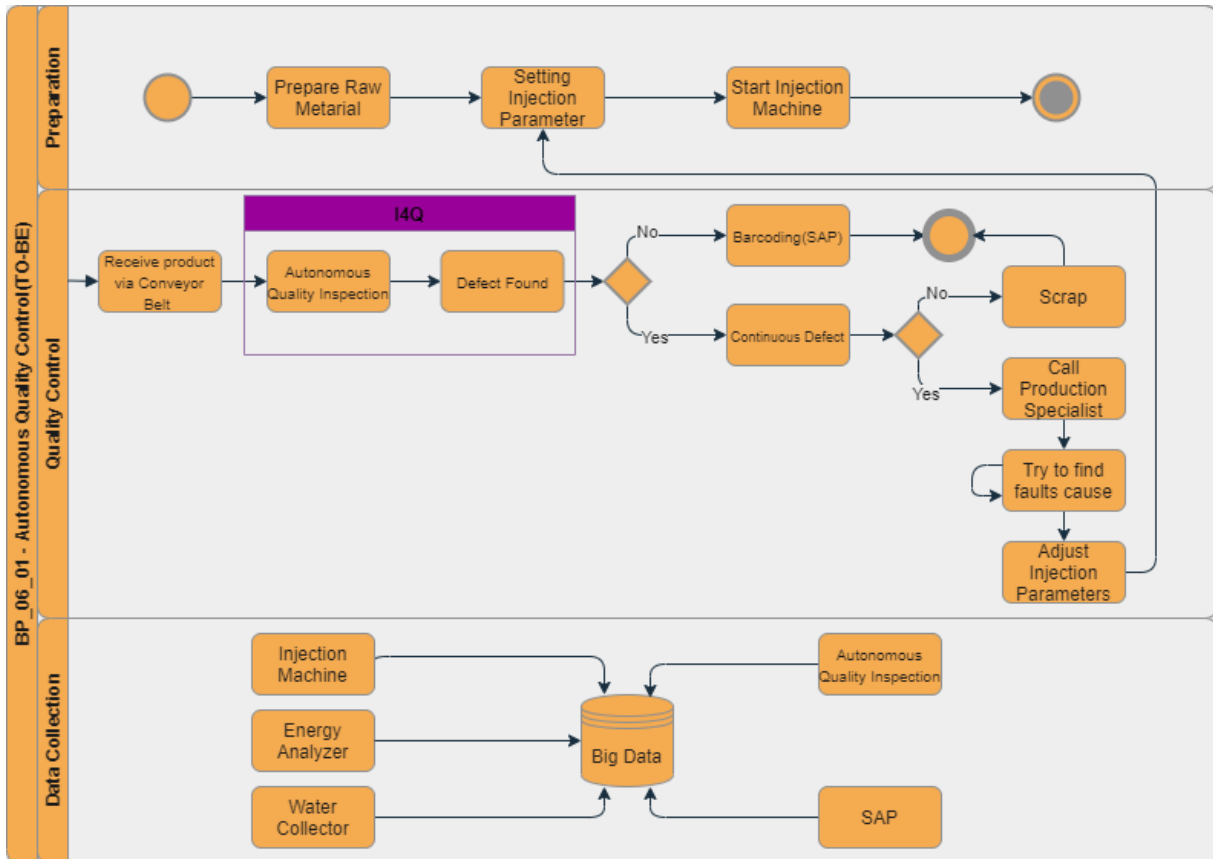 BP_06_01 - Autonomous Quality Control(TO-BE)
Preparation
Prepare Raw
Metarial
Setting
Injection
Parameter
Start Injection
Machine
Quality Control
I4Q
Receive product
via Conveyor
Belt
Autonomous
Quality Inspection
Defect Found
No
Barcoding(SAP)
Yes
Continuous Defect
No
Scrap
Yes
Call
Production
Specialist
Try to find
faults cause
Adjust
Injection
Parameters
Data Collection
Injection
Machine
Energy
Analyzer
Water
Collector
Big Data
Autonomous
Quality Inspection
SAP